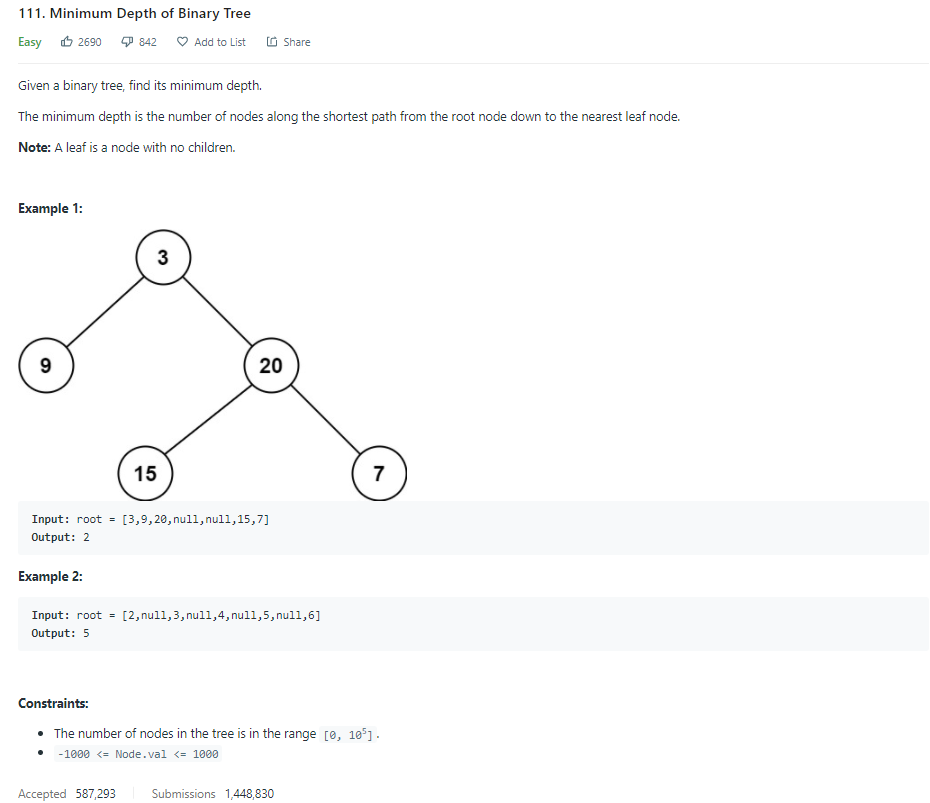 111. Minimum Depth of Binary Tree
Easy 2690 842 Add to List Share
Given a binary tree, find its minimum depth.
The minimum depth is the number of nodes along the shortest path from the root node down to the nearest leaf node.
Note: A leaf is a node with no children.
Example 1:
3
9 20
15 7
Input: root = [3,9,20,null,null,15,7]
Output: 2
Example 2:
Input: root = [2,null,3,null,4,null,5,null,6]
Output: 5
Constraints:
• The number of nodes in the tree is in the range [0, 10⁵].
• -1000 <= Node.val <= 1000
Accepted 587,293 Submissions 1,448,830